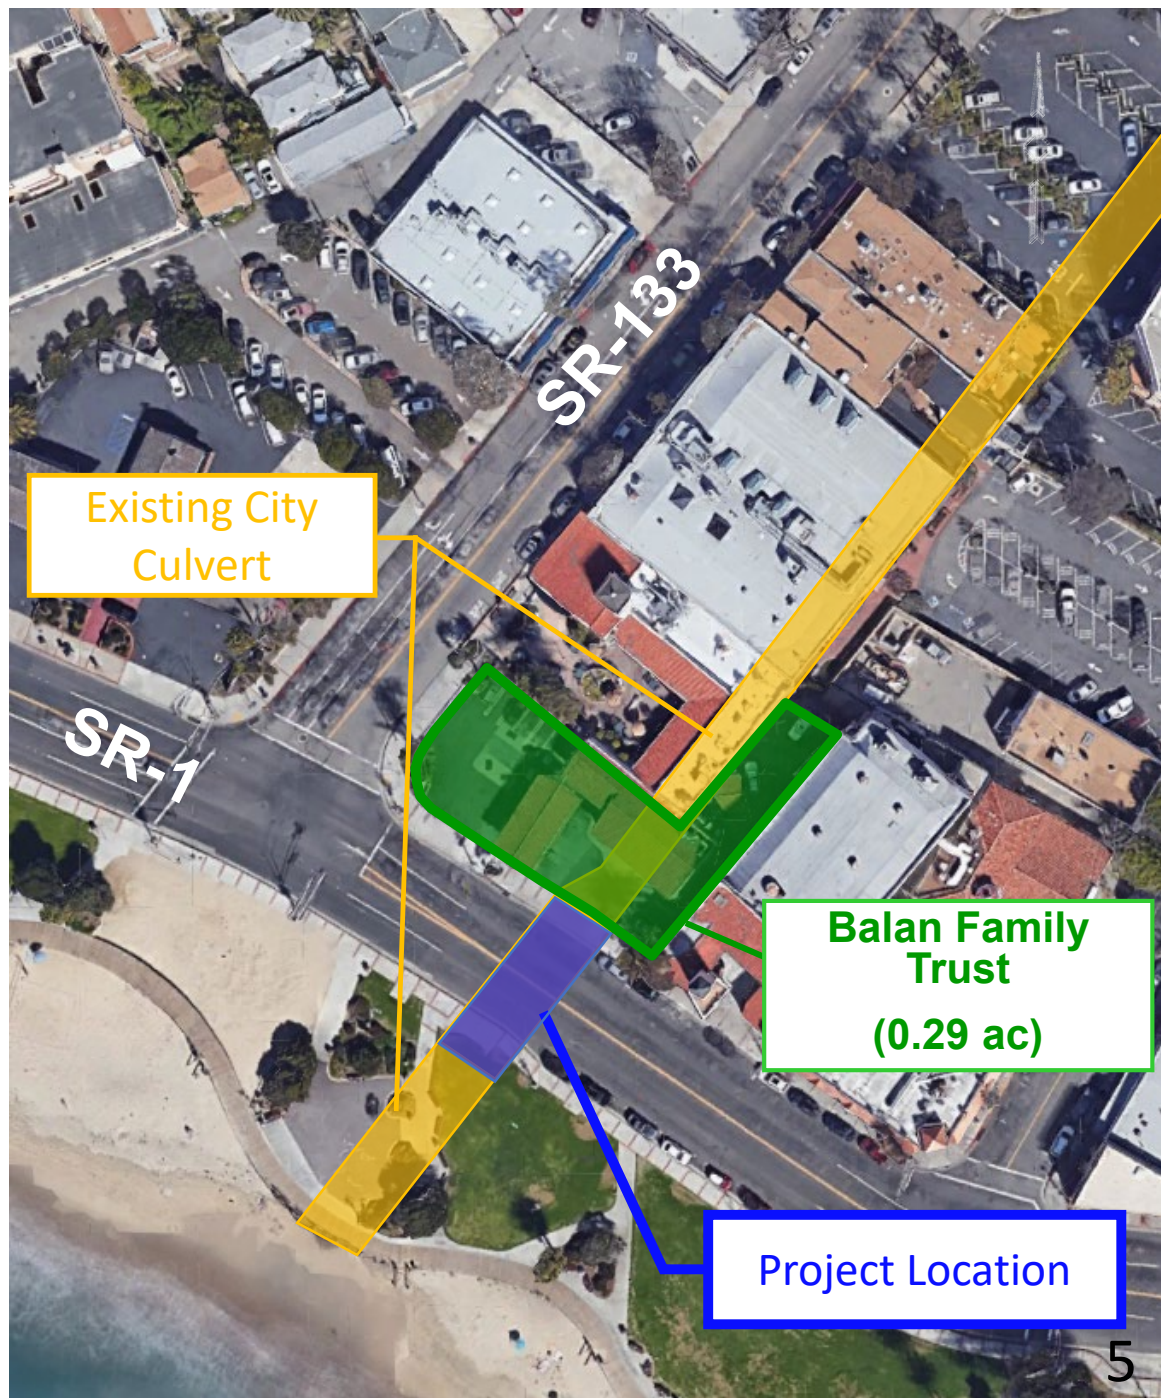 SR-133
Existing City
Culvert
SR-1
Balan Family
Trust
(0.29 ac)
Project Location
5